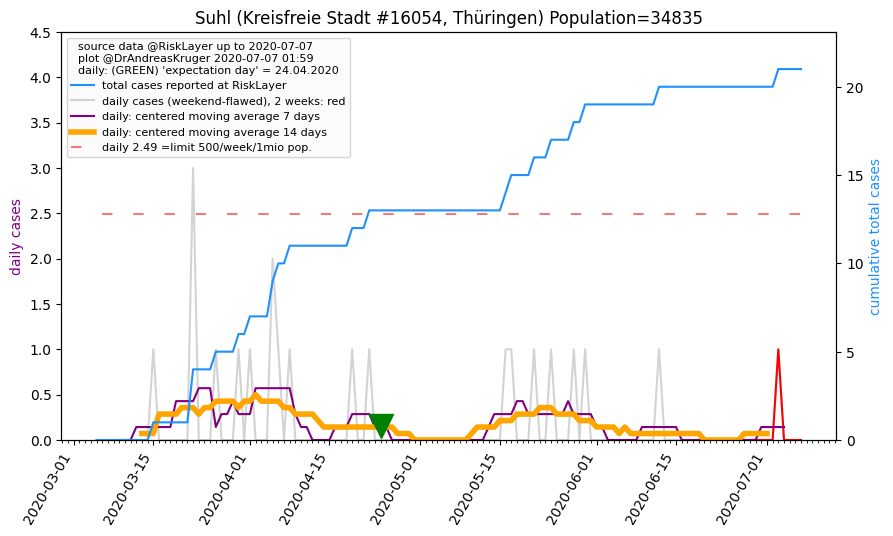 Suhl (Kreisfreie Stadt #16054, Thüringen) Population=34835
source data @RiskLayer up to 2020-07-07
plot @DrAndreasKruger 2020-07-07 01:59
daily: (GREEN) 'expectation day' = 24.04.2020
total cases reported at RiskLayer
daily cases (weekend-flawed), 2 weeks: red
daily: centered moving average 7 days
daily: centered moving average 14 days
daily 2.49 =limit 500/week/1mio pop.
daily cases
4.5
4.0
3.5
3.0
2.5
2.0
1.5
1.0
0.5
0.0
cumulative total cases
20
15
10
5
0
2020-03-01
2020-03-15
2020-04-01
2020-04-15
2020-05-01
2020-05-15
2020-06-01
2020-06-15
2020-07-01